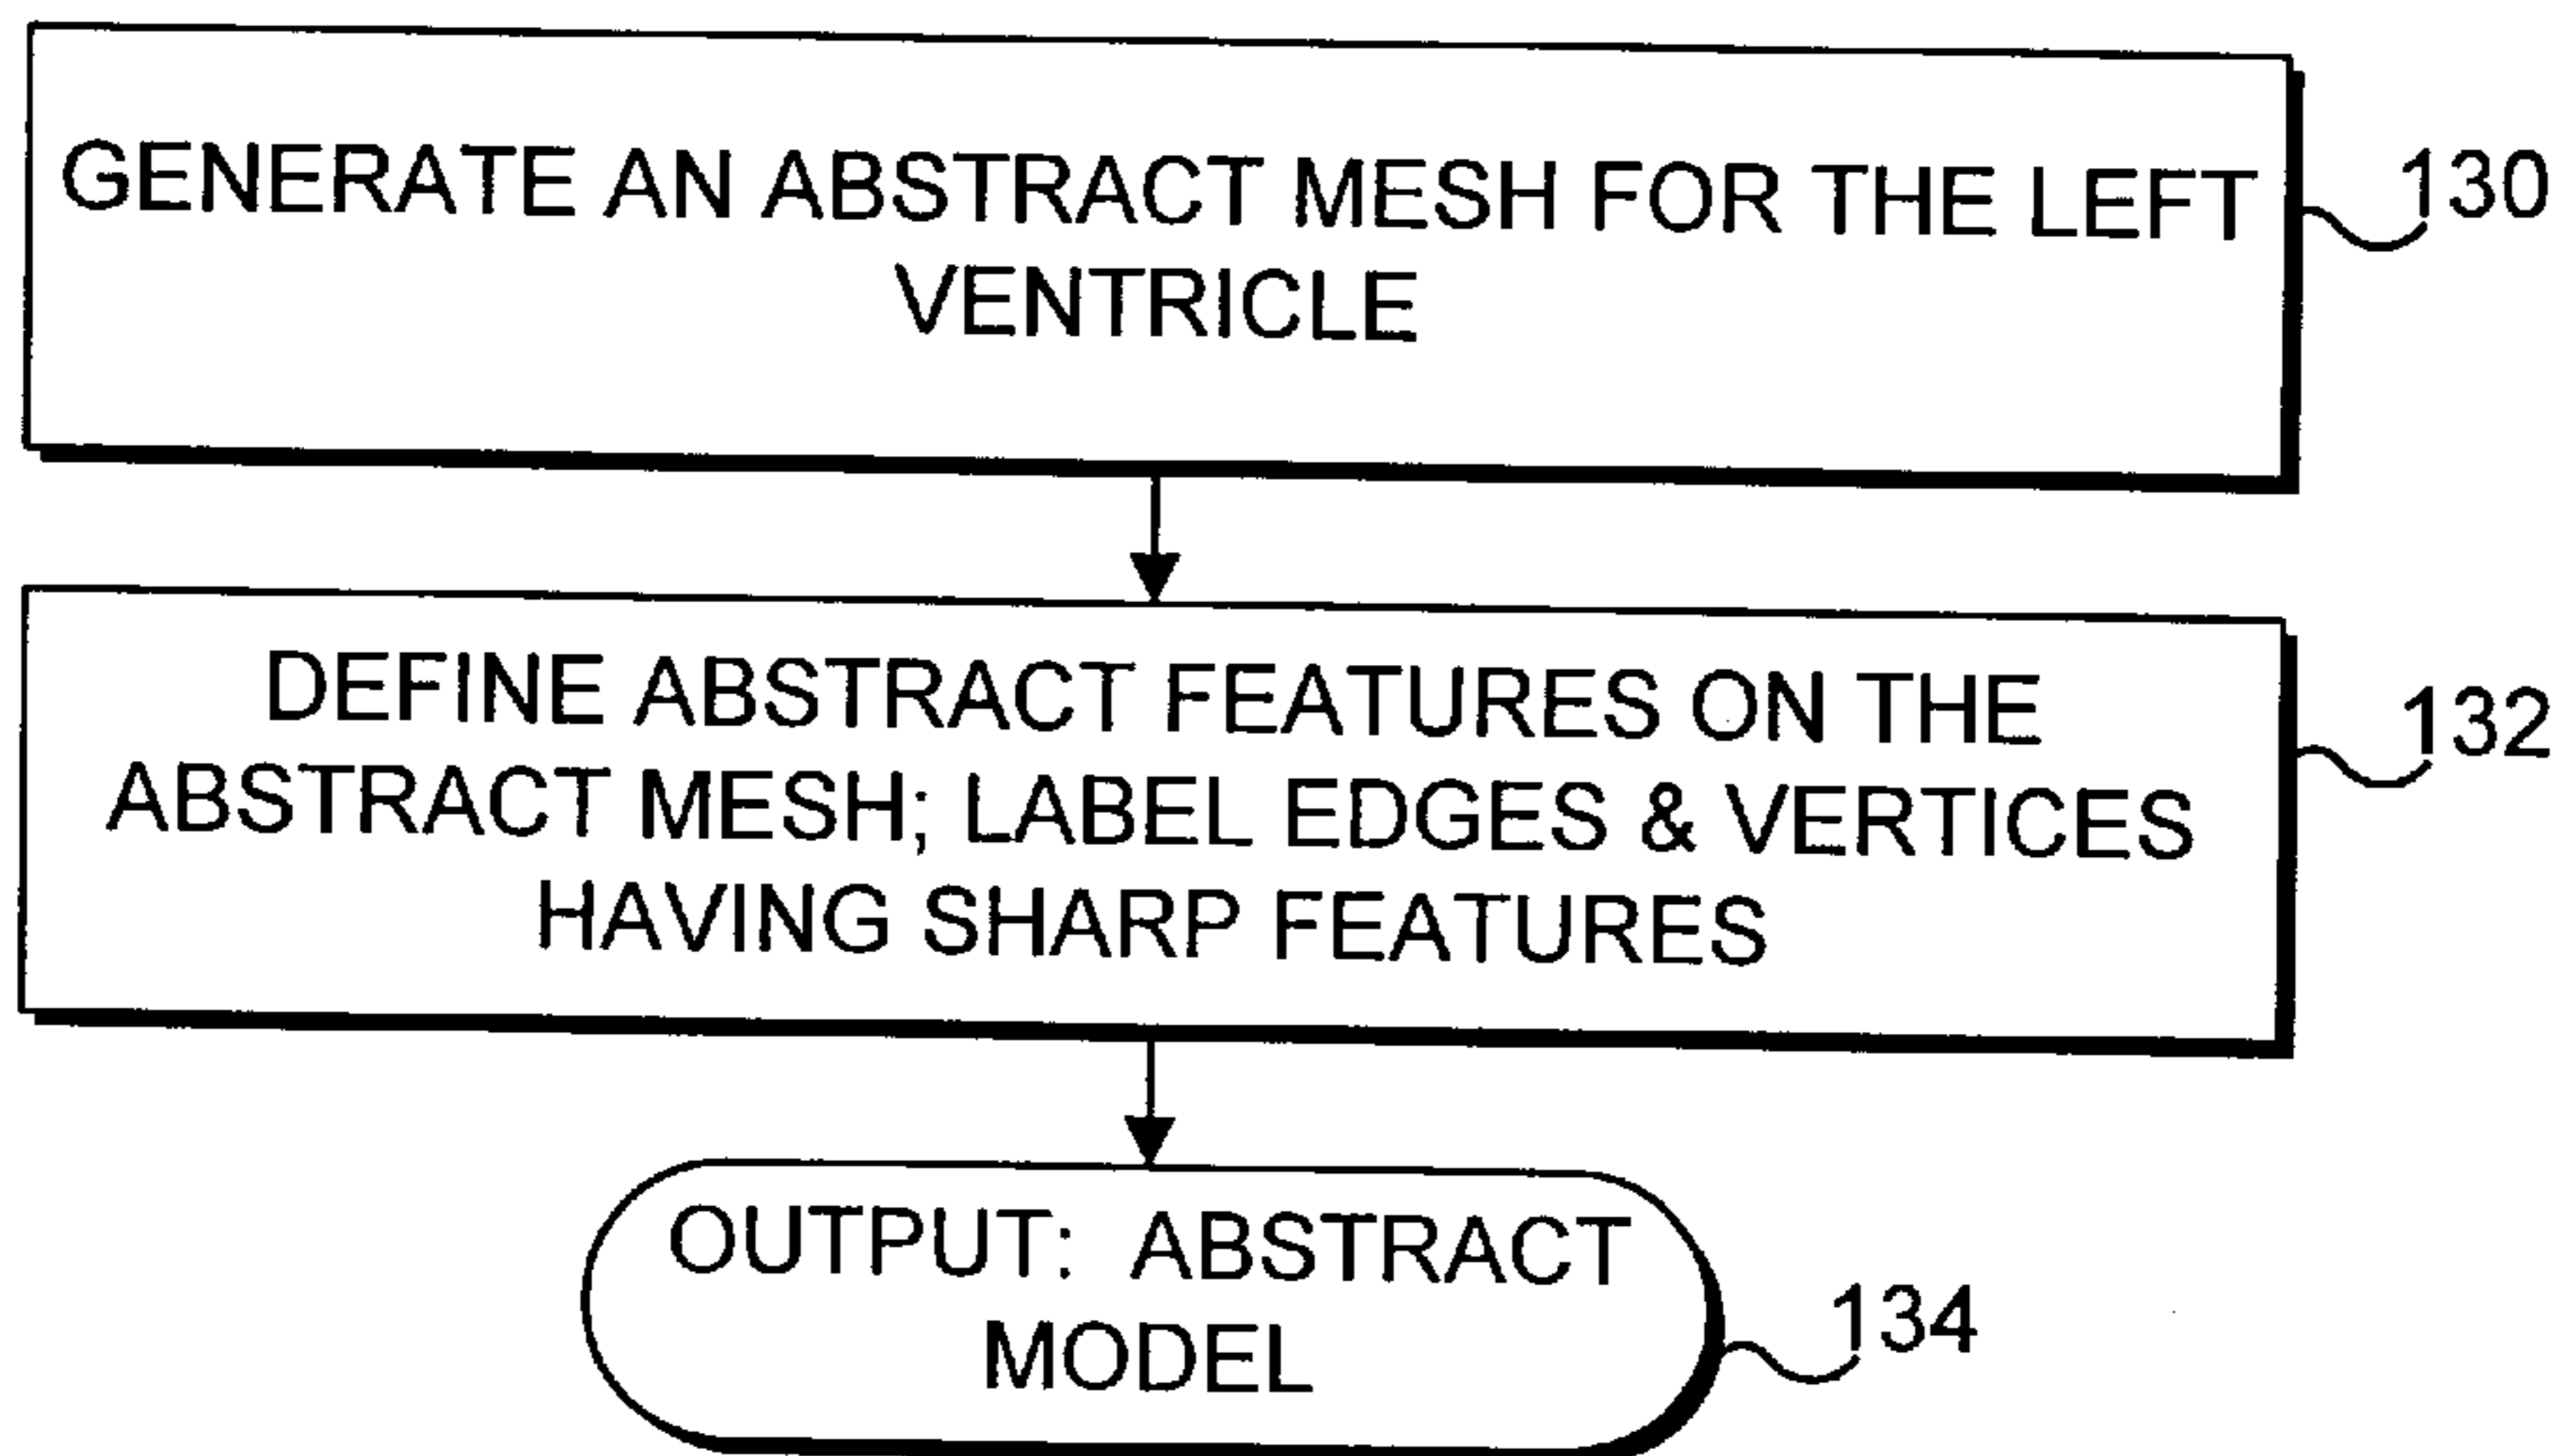 GENERATE AN ABSTRACT MESH FOR THE LEFT
VENTRICLE
130
DEFINE ABSTRACT FEATURES ON THE
ABSTRACT MESH; LABEL EDGES & VERTICES
HAVING SHARP FEATURES
132
OUTPUT: ABSTRACT
MODEL
134